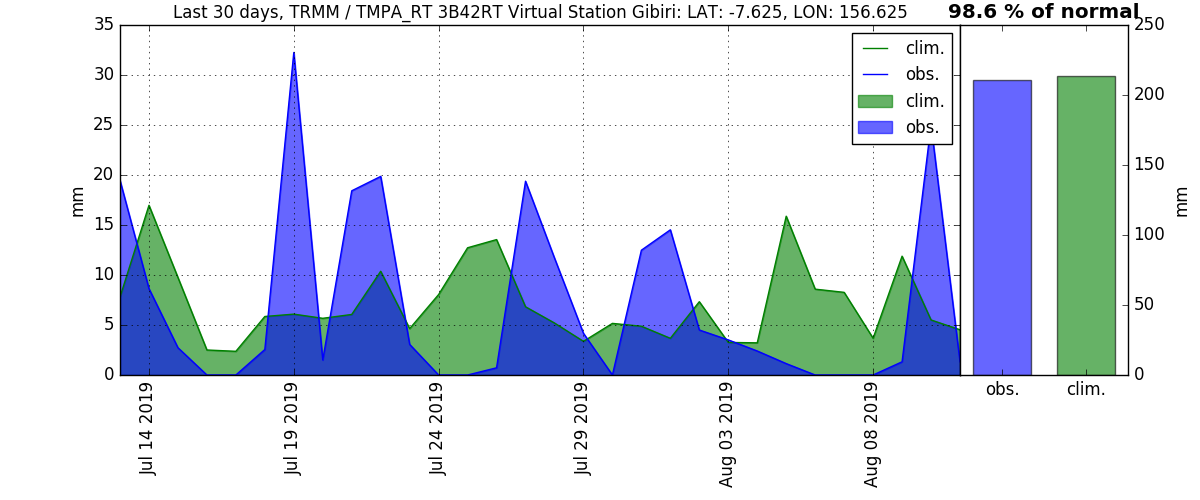 Last 30 days, TRMM / TMPA_RT 3B42RT Virtual Station Gibiri: LAT: -7.625, LON: 156.625
98.6 % of normal
35
30
25
20
15
10
5
0
mm
clim.
obs.
clim.
obs.
250
200
150
100
50
0
mm
obs.
clim.
Jul 14 2019
Jul 19 2019
Jul 24 2019
Jul 29 2019
Aug 03 2019
Aug 08 2019